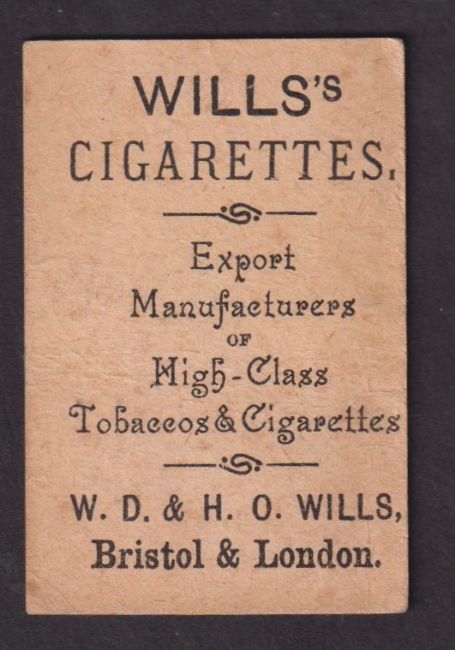 WILLS's
CIGARETTES.
Export
Manufacturers
OF
High-Class
Tobaccos & Cigarettes
W. D. & H. O. WILLS,
Bristol & London.